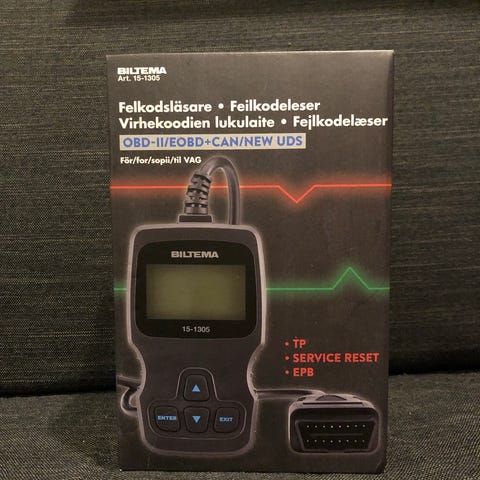 BILTEMA
Art. 15-1305
Felkodsläsare • Feilkodeleser
Virhekoodien lukulaite • Fejlkodelæser
OBD-II/EOBD+CAN/NEW UDS
För/for/sopii/til VAG
BILTEMA
15-1305
• TP
• SERVICE RESET
• EPB
ENTER
EXIT